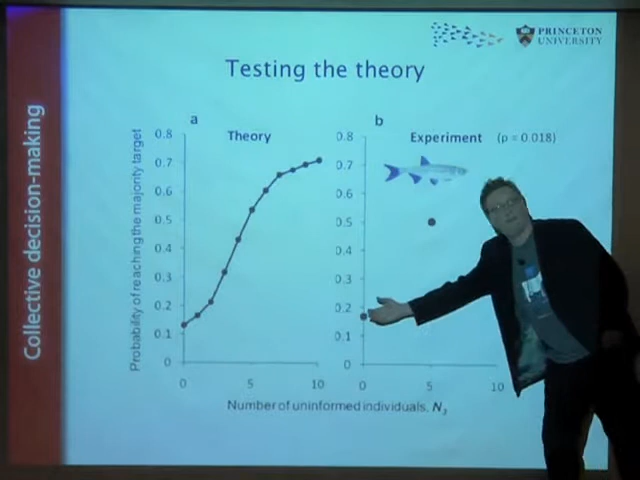 PRINCETON
UNIVERSITY
Testing the theory
Collective decision-making
a
Theory
Probability of reaching the majority target
0.8
0.7
0.6
0.5
0.4
0.3
0.2
0.1
0
0
5
10
b
Experiment (p = 0.018)
0.8
0.7
0.6
0.5
0.4
0.3
0.2
0.1
0
0
5
10
Number of uninformed individuals, N₃